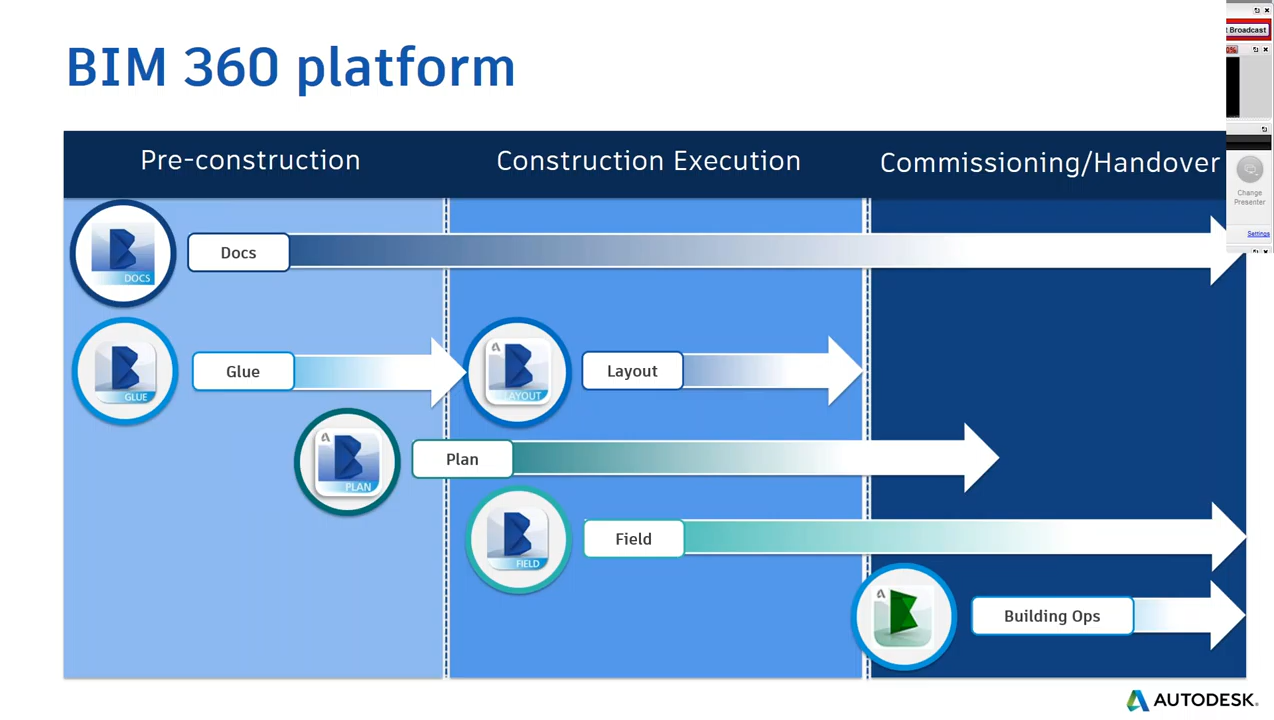 BIM 360 platform
Pre-construction
Construction Execution
Commissioning/Handover
DOCS
Docs
GLUE
Glue
A
LAYOUT
Layout
A
PLAN
Plan
FIELD
Field
A
Building Ops
AUTODESK.
Broadcast
Change
Presenter
Settings